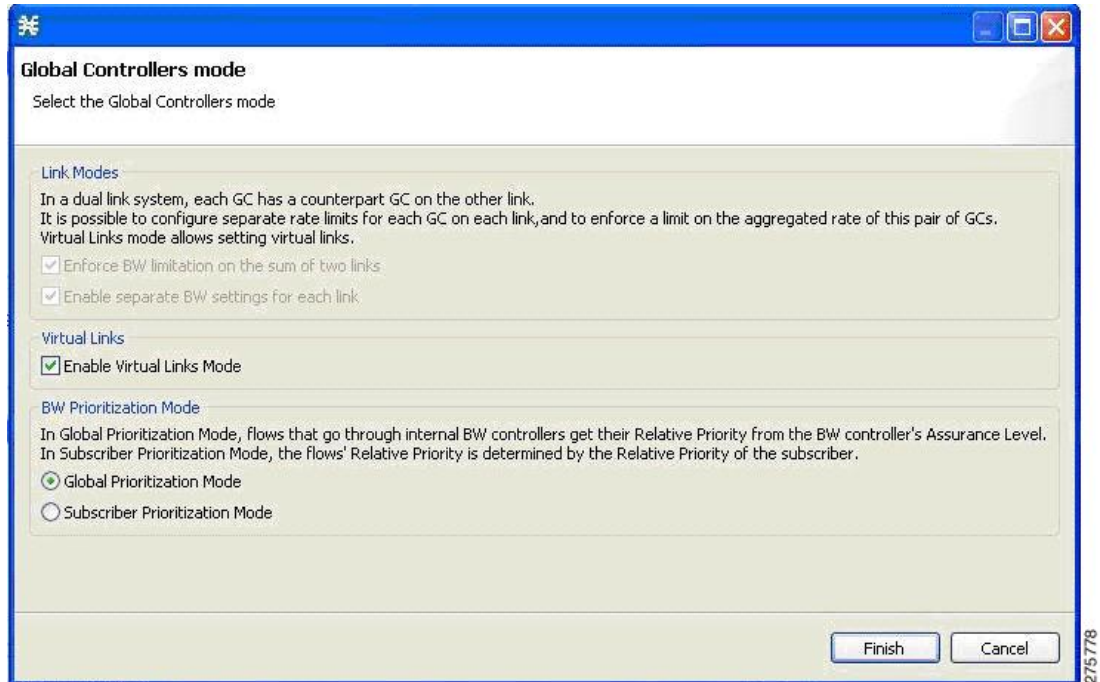 Global Controllers mode
Select the Global Controllers mode
Link Modes
In a dual link system, each GC has a counterpart GC on the other link.
It is possible to configure separate rate limits for each GC on each link,and to enforce a limit on the aggregated rate of this pair of GCs.
Virtual Links mode allows setting virtual links.
Enforce BW limitation on the sum of two links
Enable separate BW settings for each link
Virtual Links
Enable Virtual Links Mode
BW Prioritization Mode
In Global Prioritization Mode, flows that go through internal BW controllers get their Relative Priority from the BW controller's Assurance Level.
In Subscriber Prioritization Mode, the flows' Relative Priority is determined by the Relative Priority of the subscriber.
Global Prioritization Mode
Subscriber Prioritization Mode
Finish
Cancel
275778